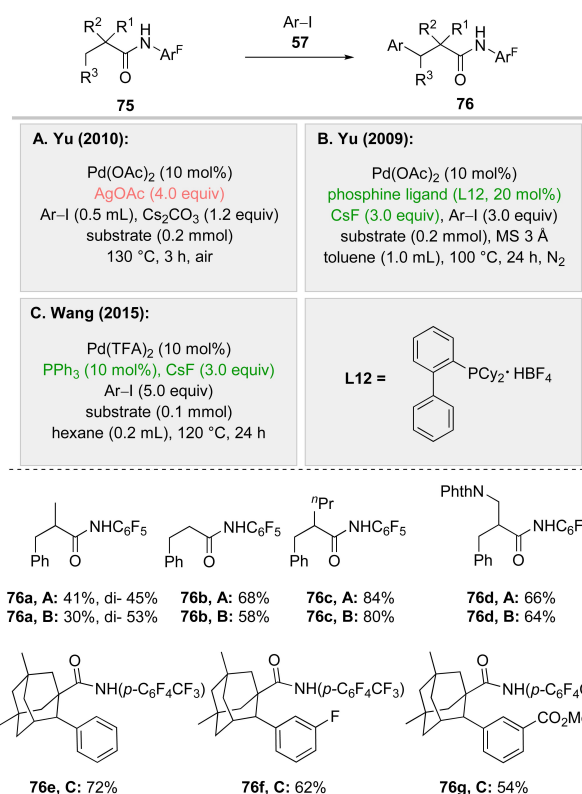 R² R¹ H N Ar^F O R³
Ar–I
57
R² R¹ H N Ar Ar^F O R³
75
76
A. Yu (2010):
Pd(OAc)₂ (10 mol%)
AgOAc (4.0 equiv)
Ar–I (0.5 mL), Cs₂CO₃ (1.2 equiv)
substrate (0.2 mmol)
130 °C, 3 h, air
B. Yu (2009):
Pd(OAc)₂ (10 mol%)
phosphine ligand (L12, 20 mol%)
CsF (3.0 equiv), Ar–I (3.0 equiv)
substrate (0.2 mmol), MS 3 Å
toluene (1.0 mL), 100 °C, 24 h, N₂
C. Wang (2015):
Pd(TFA)₂ (10 mol%)
PPh₃ (10 mol%), CsF (3.0 equiv)
Ar–I (5.0 equiv)
substrate (0.1 mmol)
hexane (0.2 mL), 120 °C, 24 h
L12 =
PCy₂• HBF₄
NHC₆F₅
Ph O
76a, A: 41%, di- 45%
76a, B: 30%, di- 53%
NHC₆F₅
Ph O
76b, A: 68%
76b, B: 58%
ⁿPr
NHC₆F₅
Ph O
76c, A: 84%
76c, B: 80%
PhthN
NHC₆F
Ph O
76d, A: 66%
76d, B: 64%
O
NH(p-C₆F₄CF₃)
76e, C: 72%
O
NH(p-C₆F₄CF₃)
F
76f, C: 62%
O
NH(p-C₆F₄
CO₂Me
76g, C: 54%